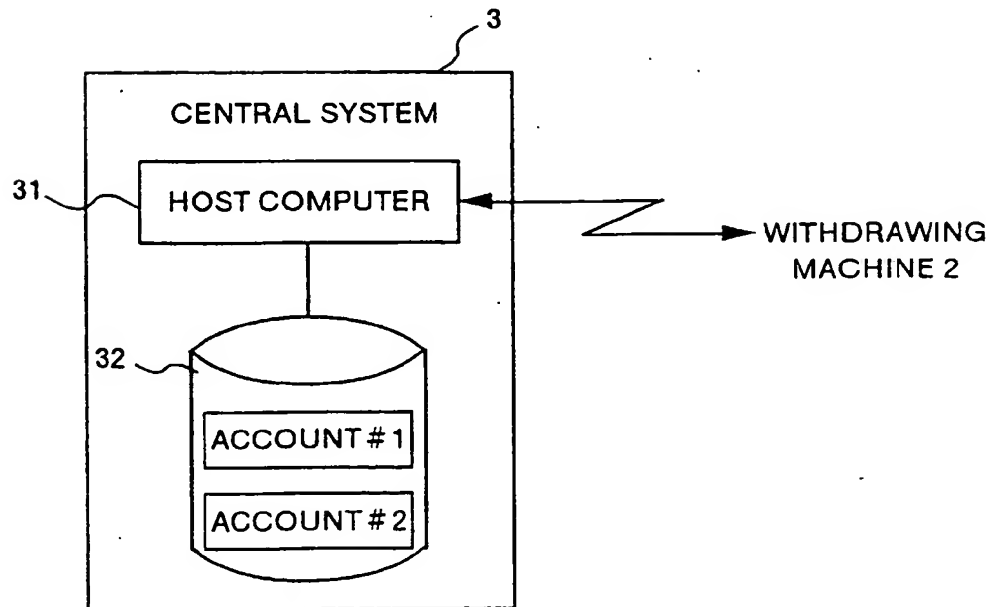 3
CENTRAL SYSTEM
31
HOST COMPUTER
WITHDRAWING
MACHINE 2
32
ACCOUNT # 1
ACCOUNT # 2